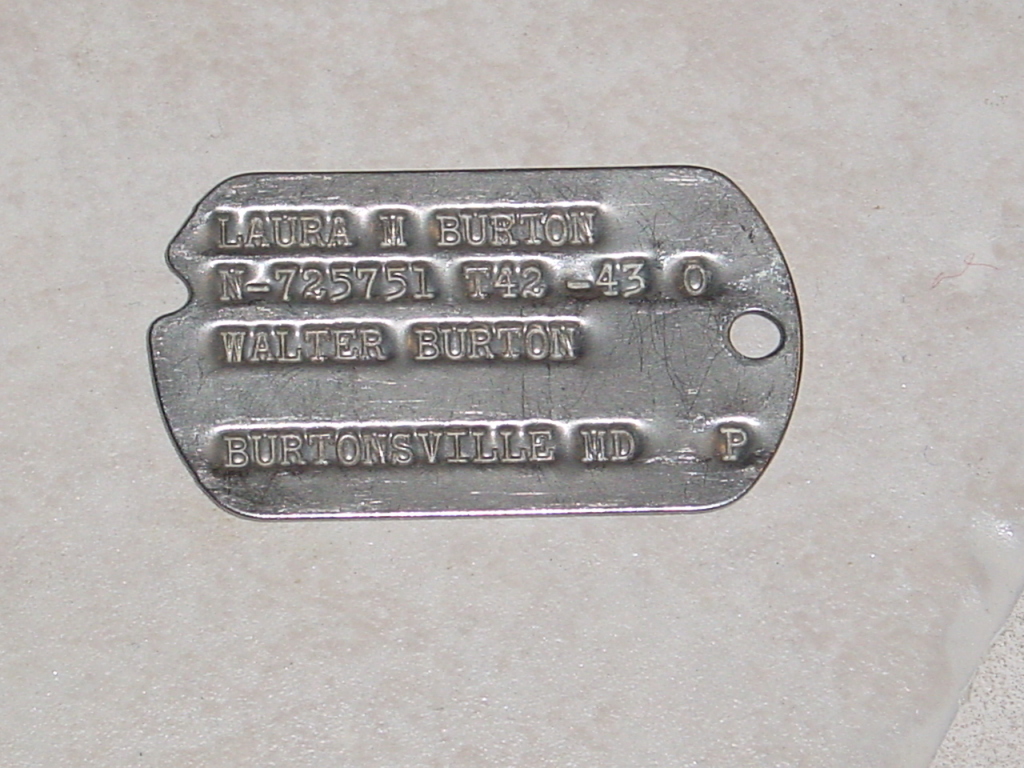 LAURA M BURTON
N-725751 T42 -43 O
WALTER BURTON
BURTONSVILLE MD P